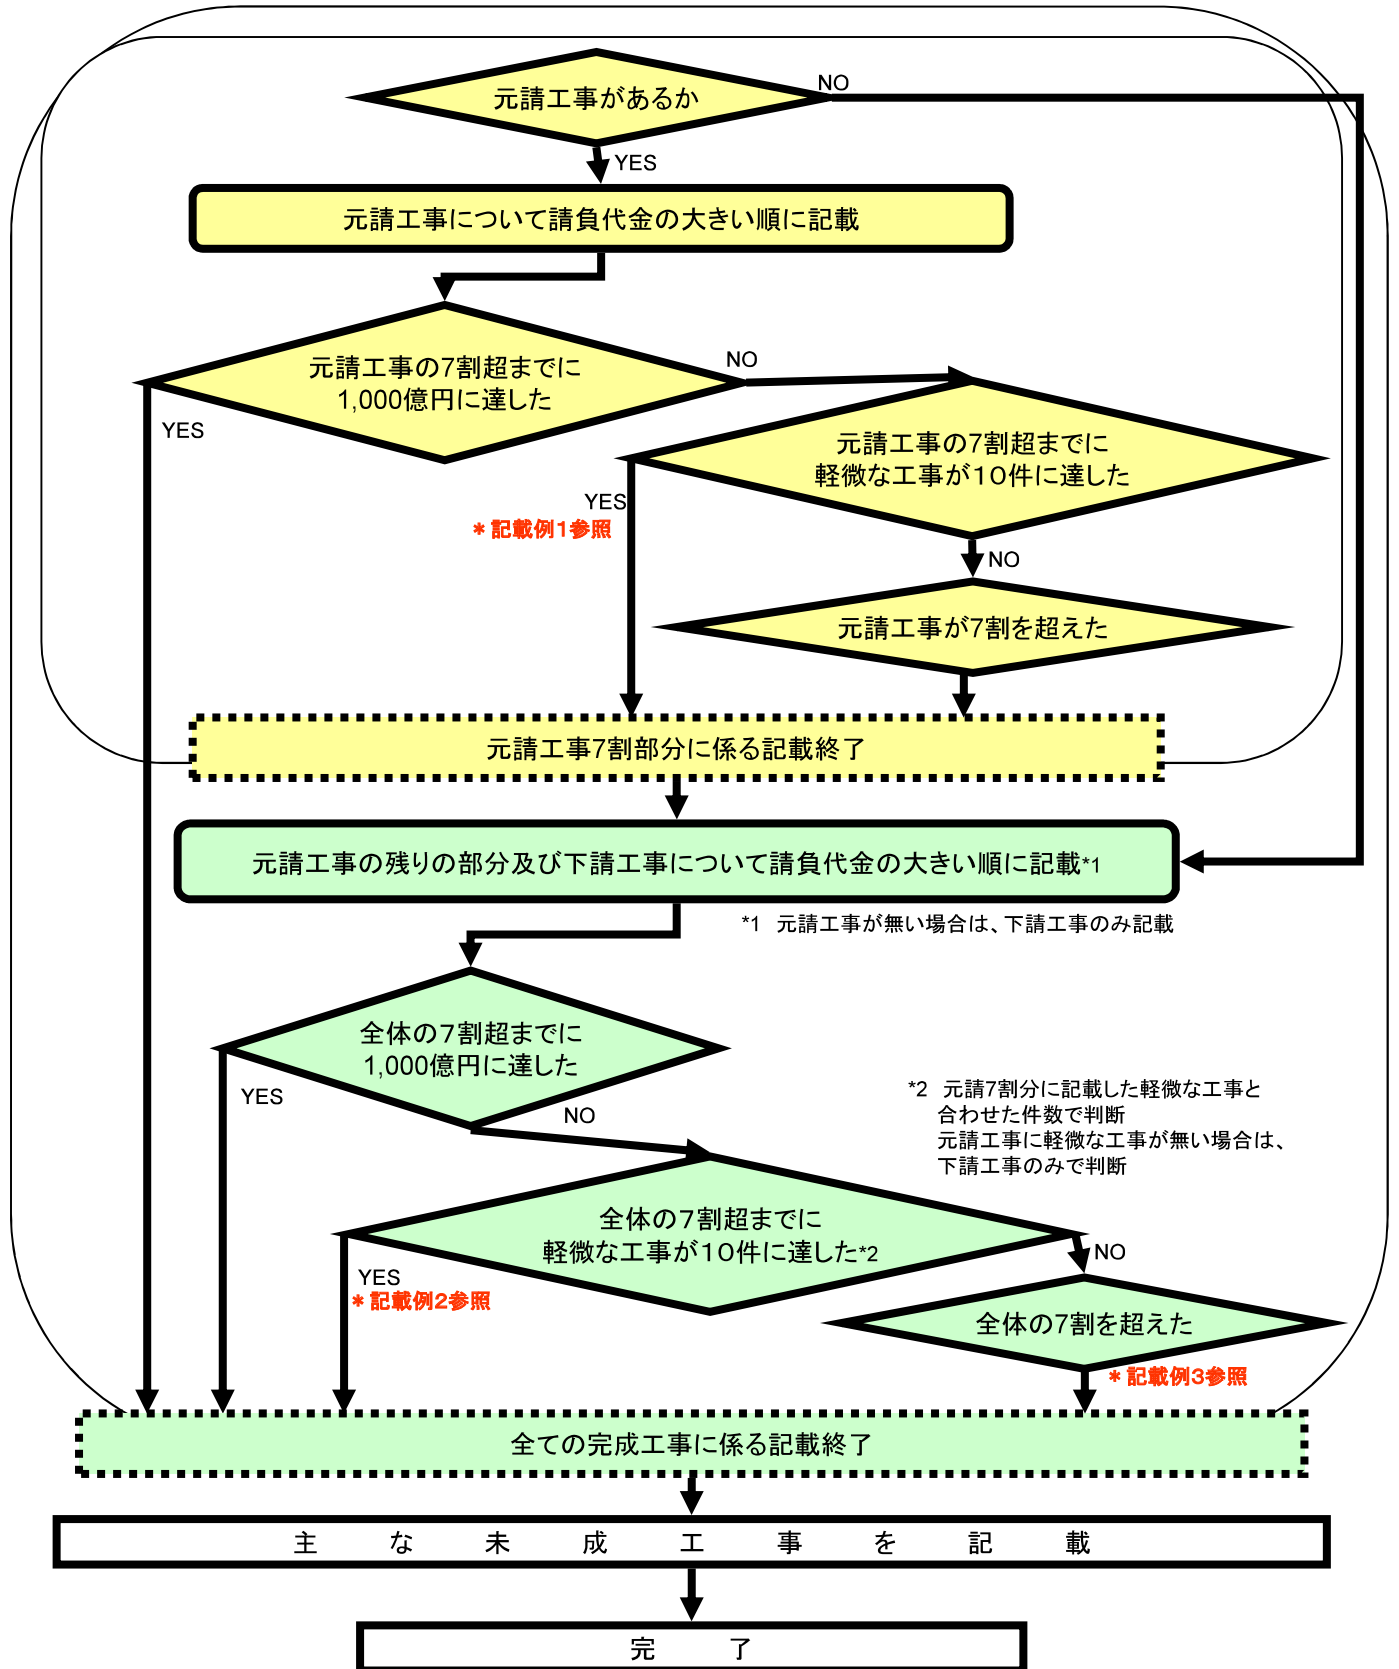 元請工事があるか
NO
YES
元請工事について請負代金の大きい順に記載
元請工事の7割超までに
1,000億円に達した
NO
YES
元請工事の7割超までに
軽微な工事が10件に達した
YES
*記載例1参照
NO
元請工事が7割を超えた
元請工事7割部分に係る記載終了
元請工事の残りの部分及び下請工事について請負代金の大きい順に記載*1
*1 元請工事が無い場合は、下請工事のみ記載
全体の7割超までに
1,000億円に達した
YES
NO
*2 元請7割分に記載した軽微な工事と
合わせた件数で判断
元請工事に軽微な工事が無い場合は、
下請工事のみで判断
全体の7割超までに
軽微な工事が10件に達した*2
YES
*記載例2参照
NO
全体の7割を超えた
*記載例3参照
全ての完成工事に係る記載終了
主な未成工事を記載
完了